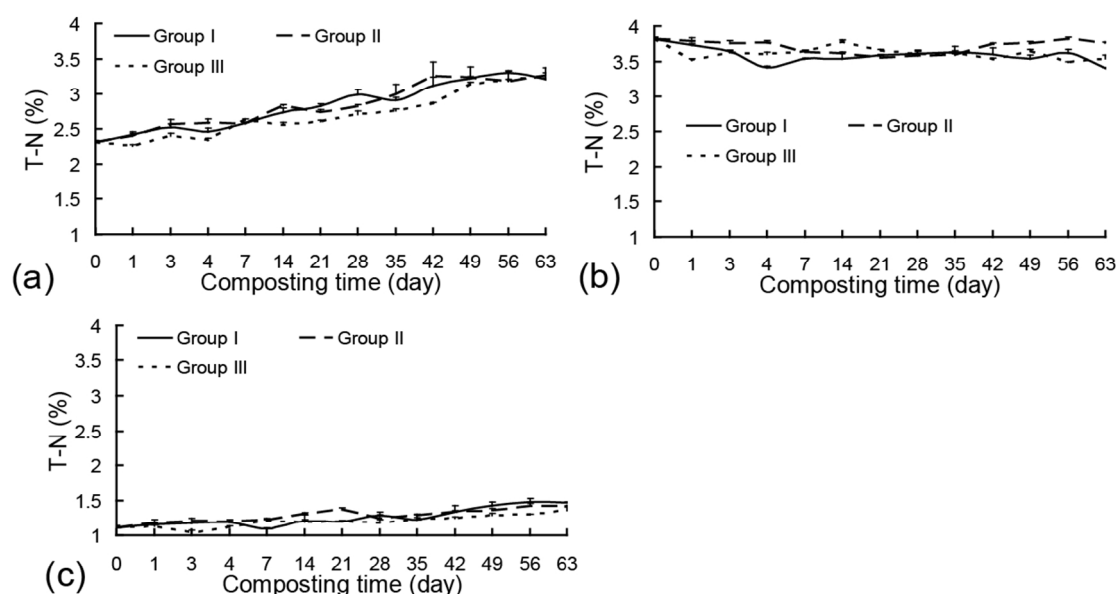 4
3.5
3
2.5
2
1.5
1
T-N (%)
Group I
Group II
Group III
0 1 3 4 7 14 21 28 35 42 49 56 63
Composting time (day)
(a)
4
3.5
3
2.5
2
1.5
1
T-N (%)
Group I
Group II
Group III
0 1 3 4 7 14 21 28 35 42 49 56 63
Composting time (day)
(b)
4
3.5
3
2.5
2
1.5
1
T-N (%)
Group I
Group II
Group III
0 1 3 4 7 14 21 28 35 42 49 56 63
Composting time (day)
(c)